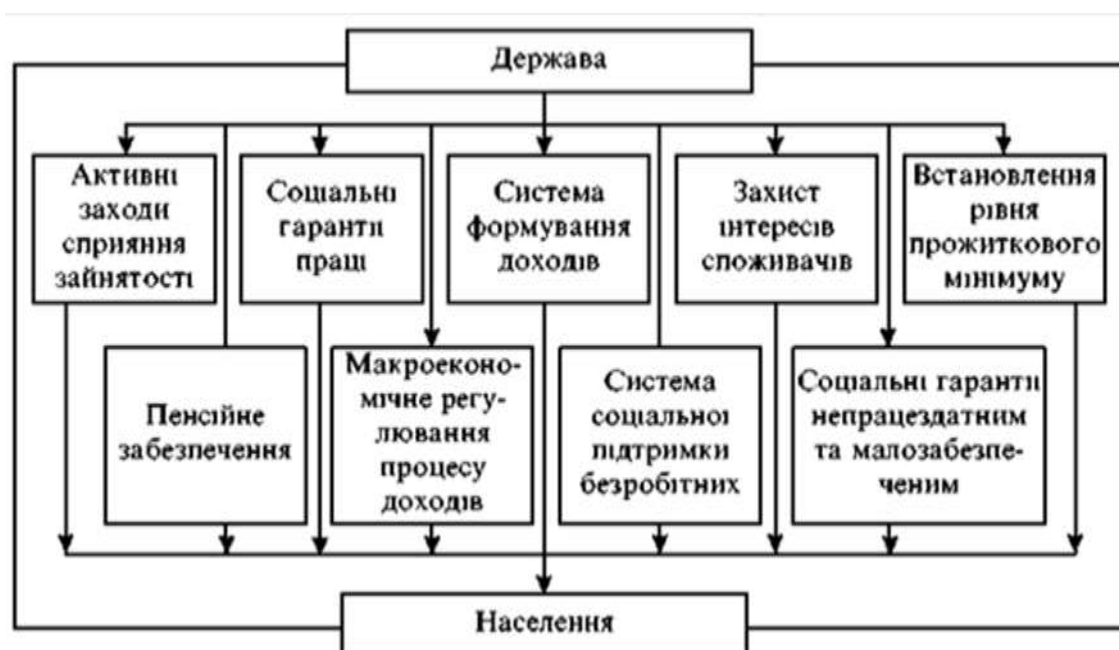 Держава
Активні
заходи
сприяння
зайнятості
Соціальні
гарантії
праці
Система
формування
доходів
Захист
інтересів
споживачів
Встановлення
рівня
прожиткового
мінімуму
Пенсійне
забезпечення
Макроеконо-
мічне регу-
лювання
процесу
доходів
Система
соціальної
підтримки
безробітних
Соціальні гарантії
непрацездатним
та малозабезпе-
ченим
Населення